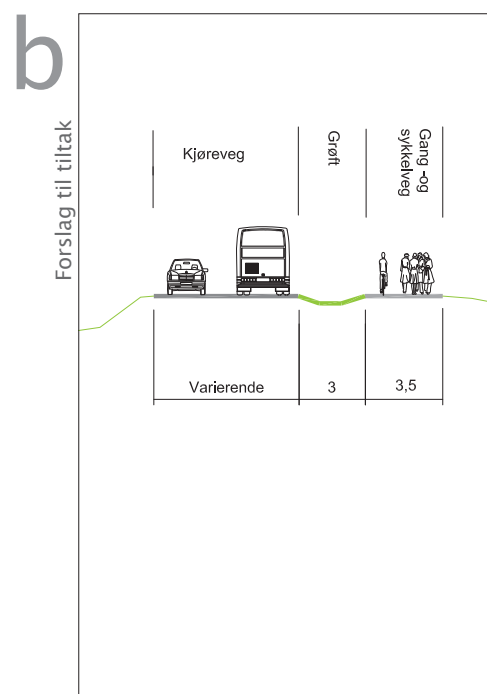 b
Forslag til tiltak
Kjøreveg
Grøft
Gang -og
sykkelveg
Varierende
3
3,5